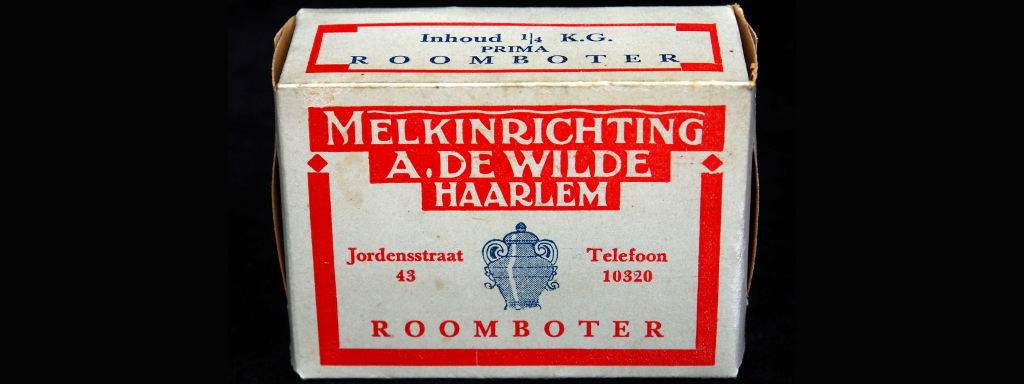 Inhoud 1/4 K.G.
PRIMA
ROOMBOTER
MELKINRICHTING
A. DE WILDE
HAARLEM
Jordensstraat
43
Telefoon
10320
ROOMBOTER